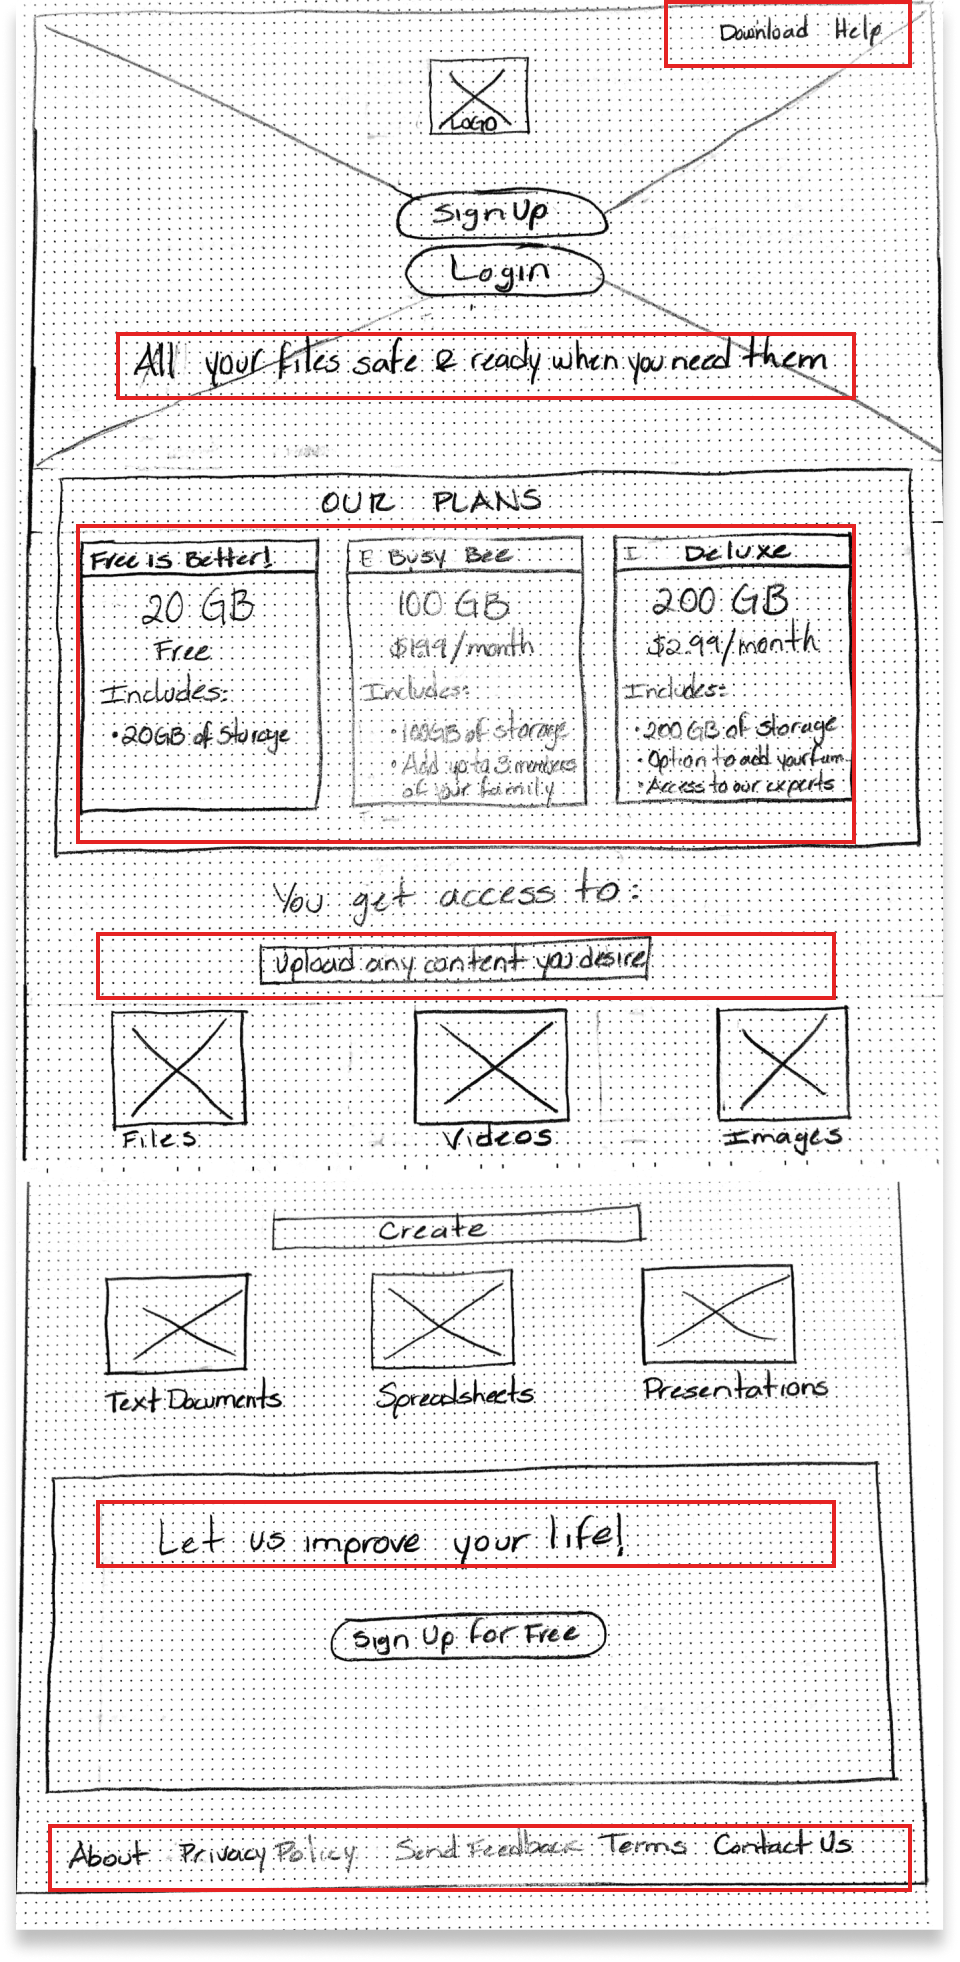 Download Help
LOGO
Sign Up
Login
All your files safe & ready when you need them
OUR PLANS
Free is Better!
20 GB
Free
Includes:
• 20GB of Storage
E Busy Bee
100 GB
/month
Includes:
• 100GB of storage
• Add up to 3 members
of your family
I Deluxe
200 GB
$2.99/month
Includes:
• 200 GB of storage
• Option to add your fam.
• Access to our experts
You get access to:
Upload any content you desire
Files
Videos
Images
Create
Text Documents
Spreadsheets
Presentations
Let us improve your life!
Sign Up for Free
About Privacy Policy Send Feedback Terms Contact Us